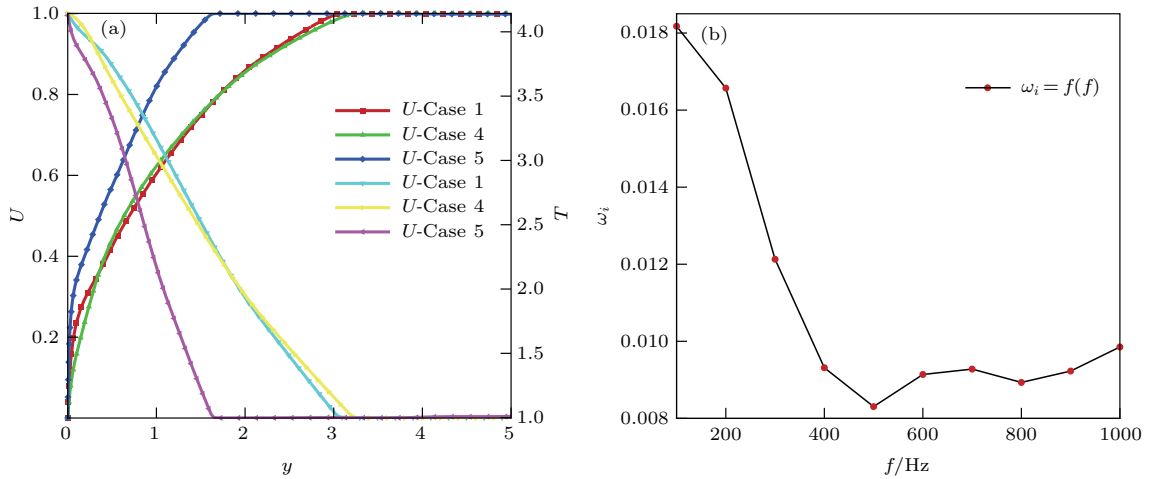 (a)
1.0
0.8
0.6
0.4
0.2
U
4.0
3.5
3.0
2.5
2.0
1.5
1.0
T
U-Case 1
U-Case 4
U-Case 5
U-Case 1
U-Case 4
U-Case 5
0 1 2 3 4 5
y
(b)
0.018
0.016
0.014
0.012
0.010
0.008
ωᵢ
ωᵢ = f(f)
200 400 600 800 1000
f/Hz